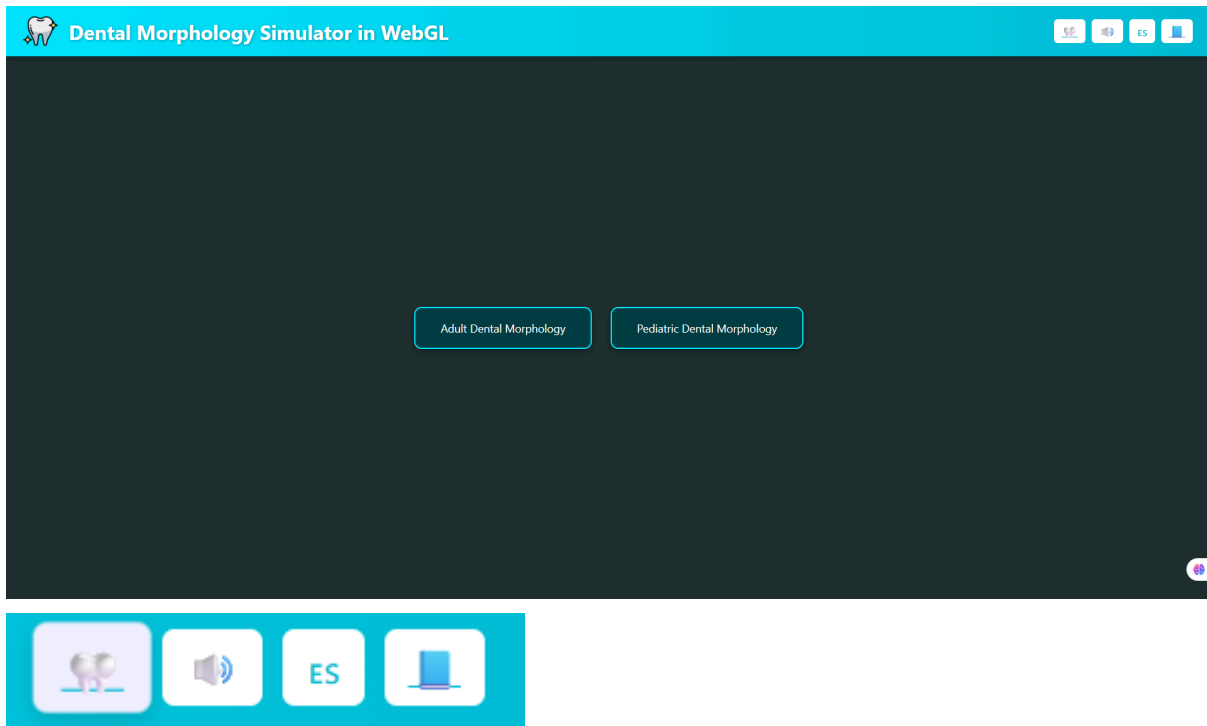 Dental Morphology Simulator in WebGL
ES
Adult Dental Morphology
Pediatric Dental Morphology
ES